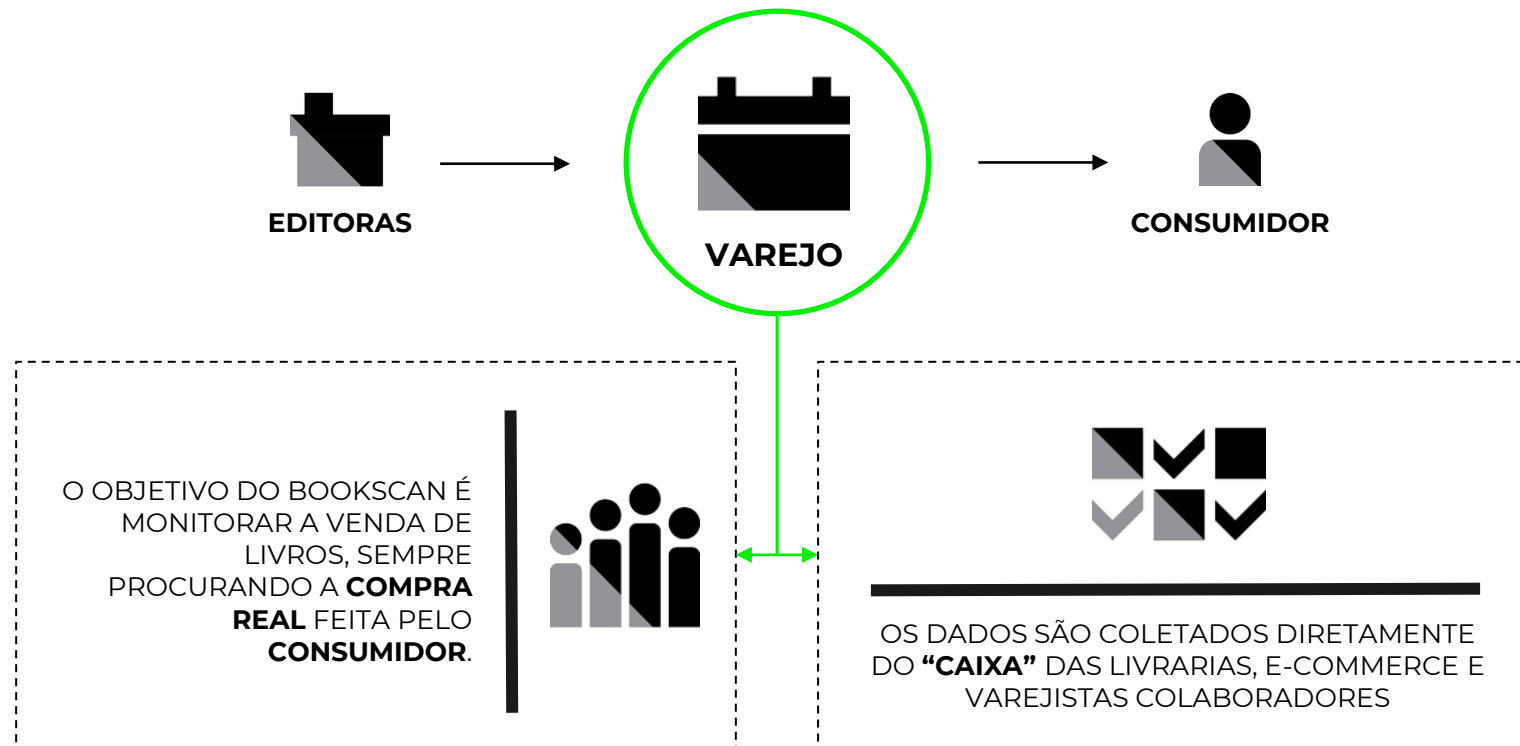 EDITORAS
VAREJO
CONSUMIDOR
O OBJETIVO DO BOOKSCAN É
MONITORAR A VENDA DE
LIVROS, SEMPRE
PROCURANDO A COMPRA
REAL FEITA PELO
CONSUMIDOR.
OS DADOS SÃO COLETADOS DIRETAMENTE
DO “CAIXA” DAS LIVRARIAS, E-COMMERCE E
VAREJISTAS COLABORADORES